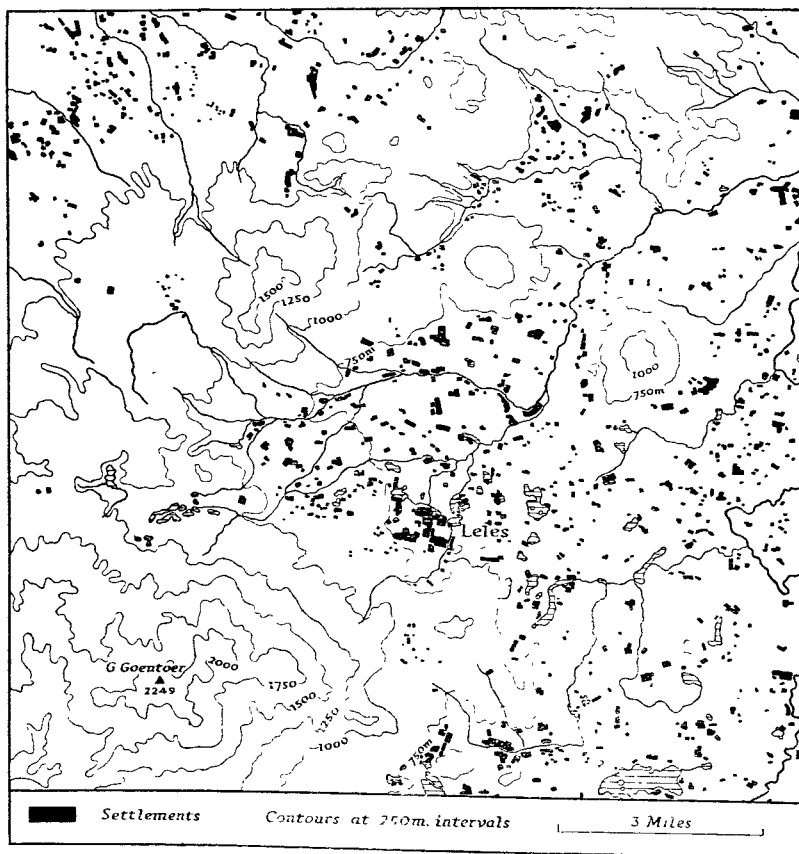 1500
1250
1000
750m
1000
750m
Leles
G Goentoer
2249
2000
1750
1500
1250
1000
750m
Settlements Contours at 250m. intervals 3 Miles